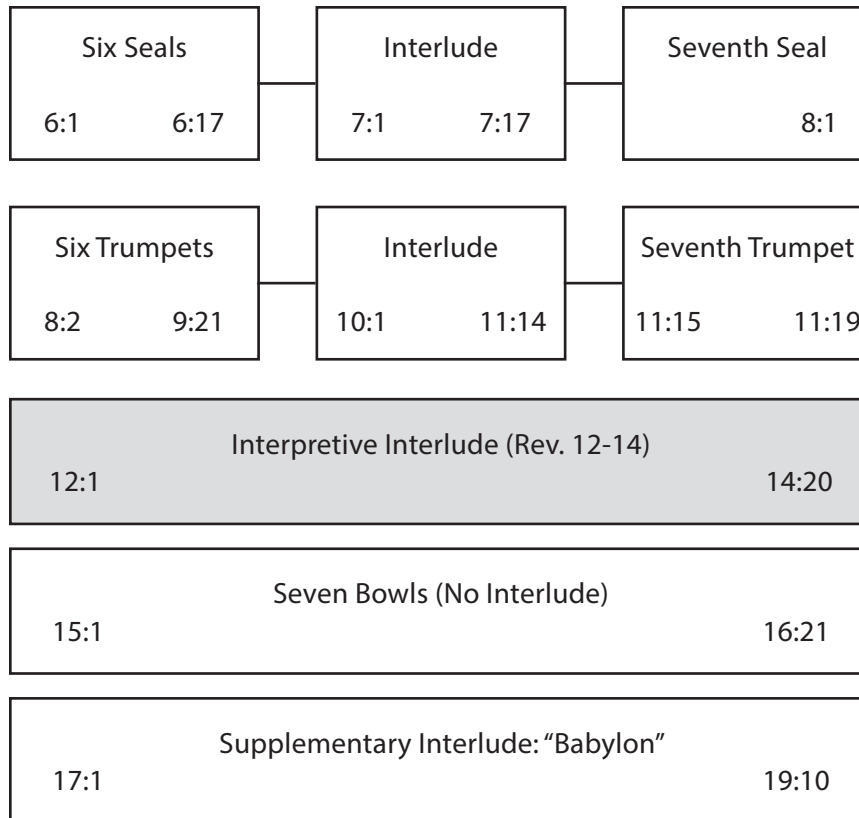 Six Seals Interlude Seventh Seal
6:1 6:17 7:1 7:17 8:1
Six Trumpets Interlude Seventh Trumpet
8:2 9:21 10:1 11:14 11:15 11:19
Interpretive Interlude (Rev. 12-14)
12:1 14:20
Seven Bowls (No Interlude)
15:1 16:21
Supplementary Interlude: “Babylon”
17:1 19:10